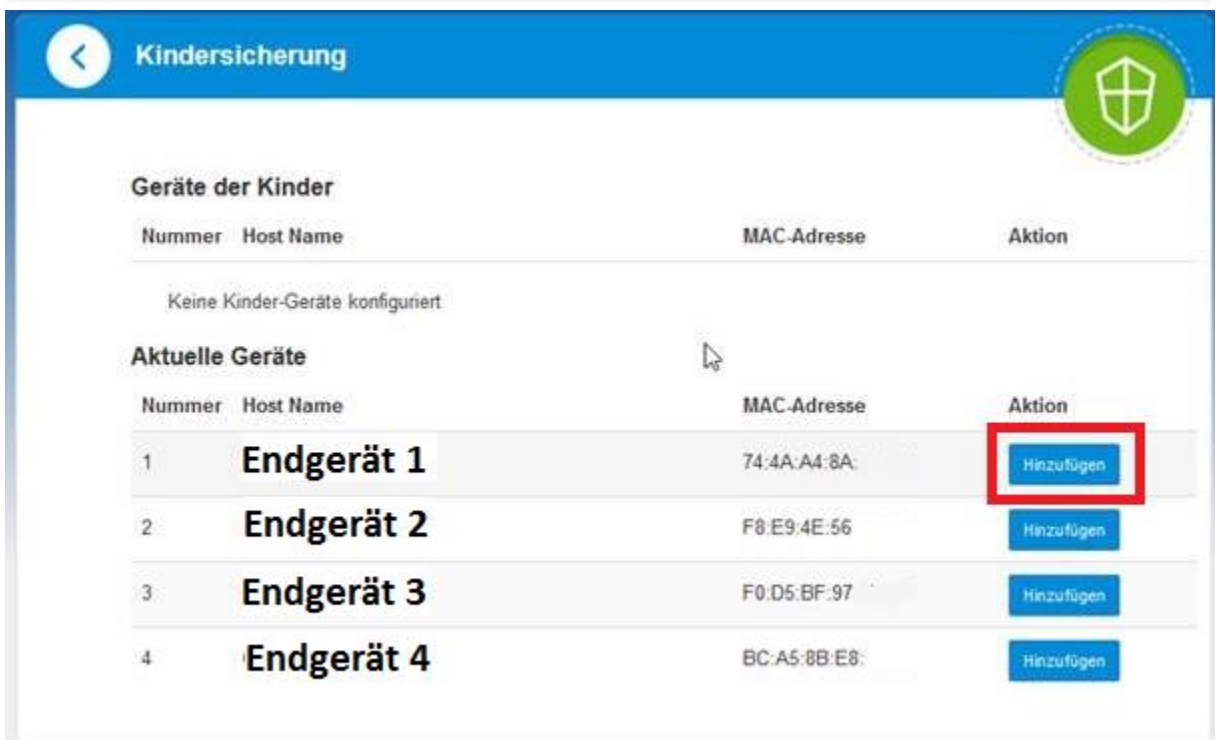 Kindersicherung
Geräte der Kinder
Nummer Host Name MAC-Adresse Aktion
Keine Kinder-Geräte konfiguriert
Aktuelle Geräte
Nummer Host Name MAC-Adresse Aktion
1 Endgerät 1 74:4A:A4:8A: Hinzufügen
2 Endgerät 2 F8:E9:4E:56 Hinzufügen
3 Endgerät 3 F0:D5:BF:97 Hinzufügen
4 Endgerät 4 BC:A5:8B:E8: Hinzufügen